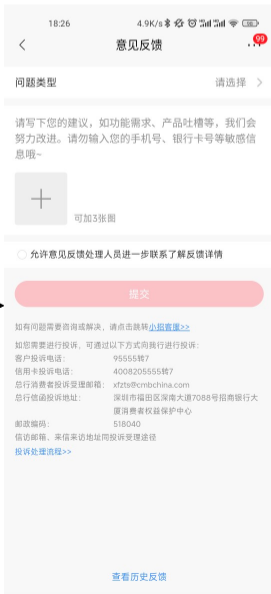 18:26
4.9K/s
99
意见反馈
问题类型
请选择
请写下您的建议，如功能需求、产品吐槽等，我们会
努力改进。请勿输入您的手机号、银行卡号等敏感信
息哦~
可加3张图
允许意见反馈处理人员进一步联系了解反馈详情
提交
如有问题需要咨询或解决，请点击跳转小招客服>>
如您需要进行投诉，可通过以下方式向我行进行投诉：
客户投诉电话： 95555转7
信用卡投诉电话： 4008205555转7
总行消费者投诉受理邮箱： xfzts@cmbchina.com
总行信函投诉地址： 深圳市福田区深南大道7088号招商银行大
厦消费者权益保护中心
邮政编码： 518040
信访邮箱、来信来访地址同投诉受理途径
投诉处理流程>>
查看历史反馈